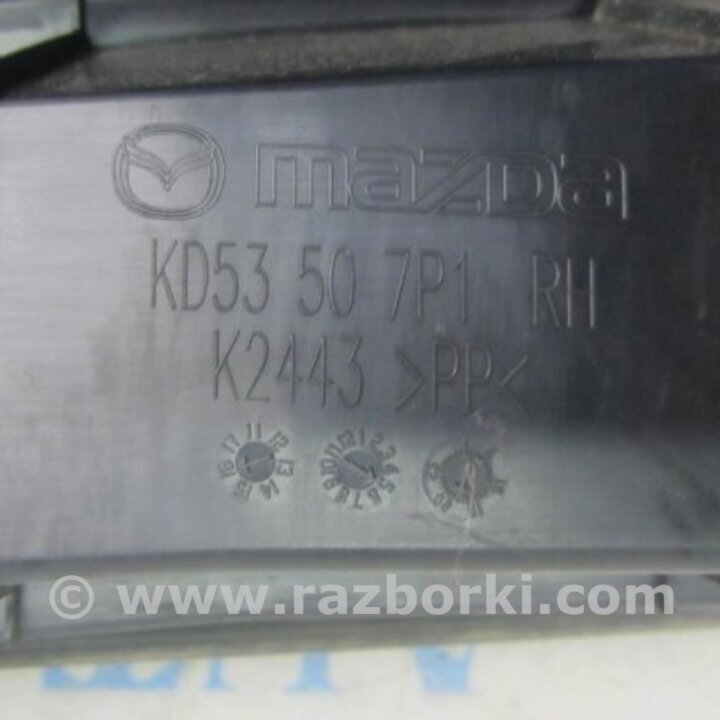 mazda
KD53 50 7P1 RH
K2443 >PP<
© www.razborki.com